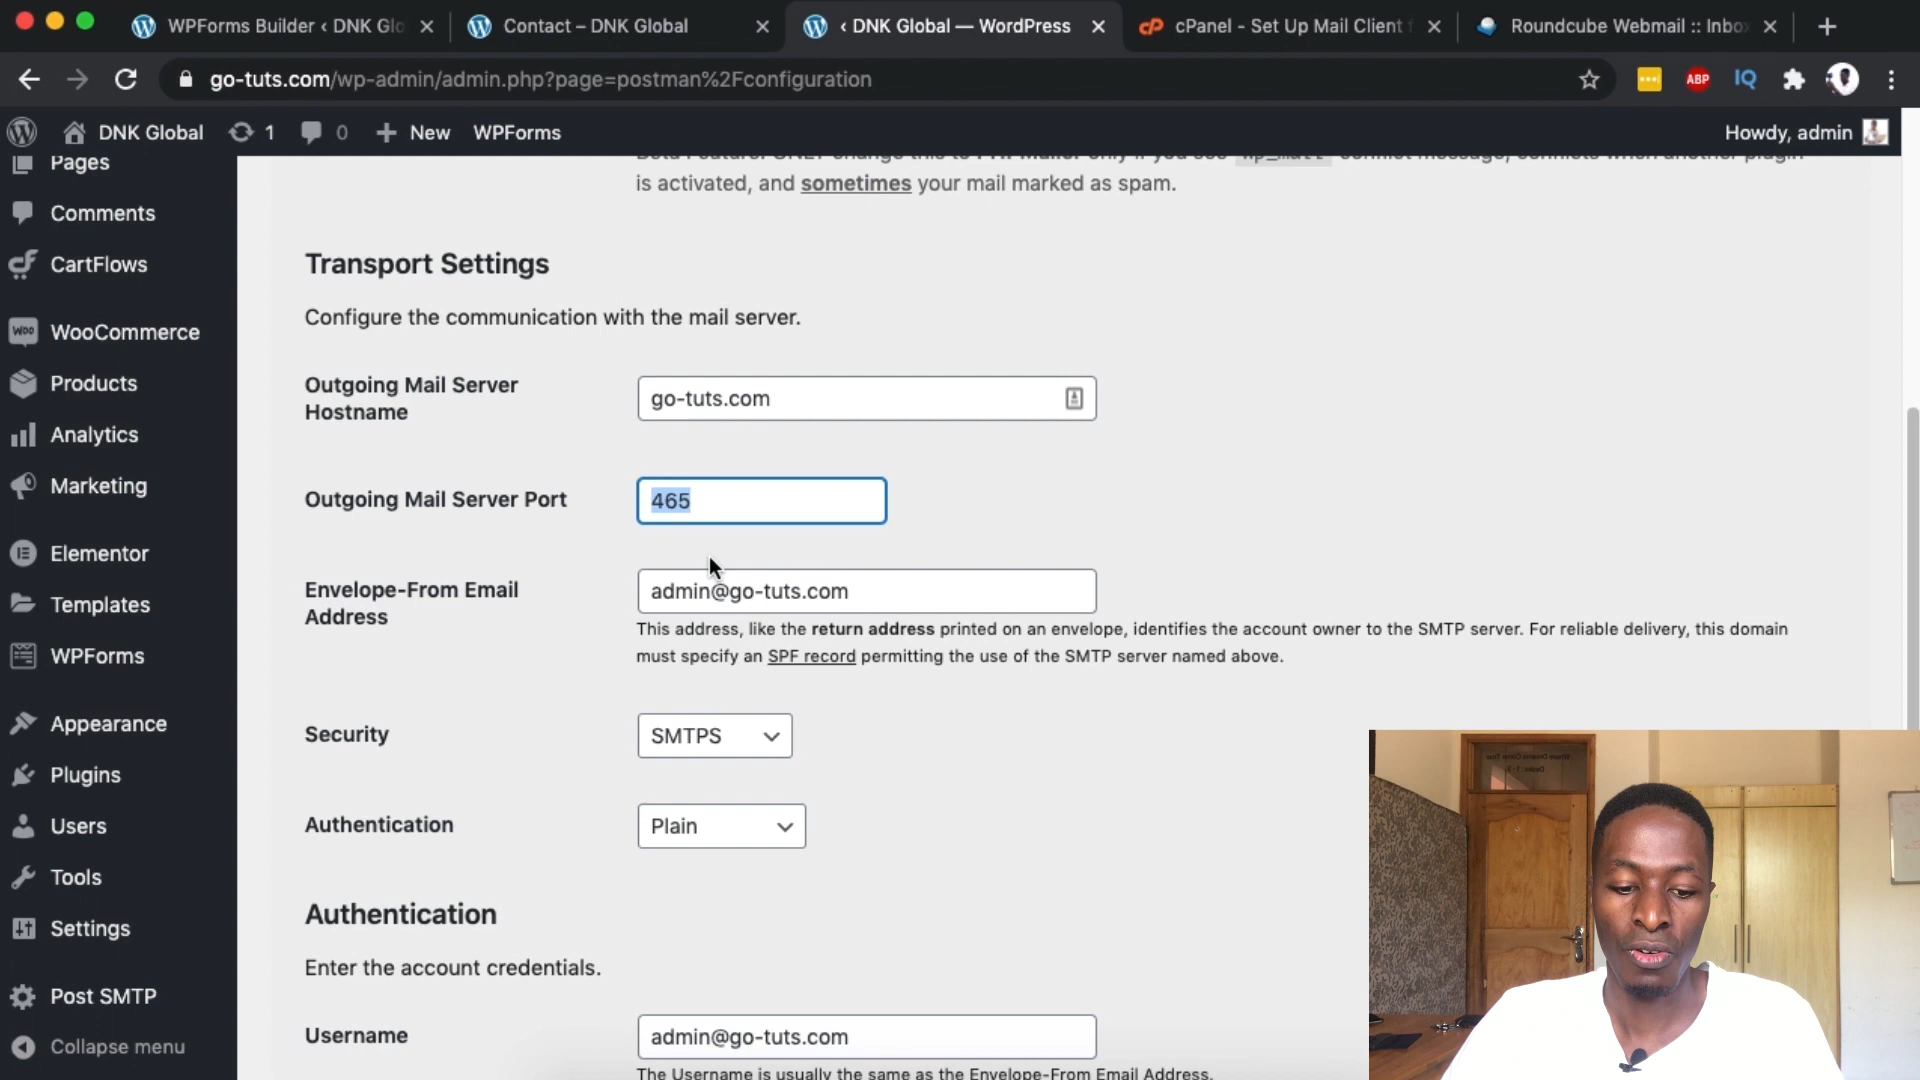 WPForms Builder ‹ DNK Glo
Contact – DNK Global
‹ DNK Global — WordPress
cPanel - Set Up Mail Client f
Roundcube Webmail :: Inbo
go-tuts.com/wp-admin/admin.php?page=postman%2Fconfiguration
ABP
IQ
DNK Global
1
0
New
WPForms
Howdy, admin
Pages
Comments
CartFlows
WooCommerce
Products
Analytics
Marketing
Elementor
Templates
WPForms
Appearance
Plugins
Users
Tools
Settings
Post SMTP
Collapse menu
is activated, and sometimes your mail marked as spam.
Transport Settings
Configure the communication with the mail server.
Outgoing Mail Server
Hostname
go-tuts.com
Outgoing Mail Server Port
465
Envelope-From Email
Address
admin@go-tuts.com
This address, like the return address printed on an envelope, identifies the account owner to the SMTP server. For reliable delivery, this domain
must specify an SPF record permitting the use of the SMTP server named above.
Security
SMTPS
Authentication
Plain
Authentication
Enter the account credentials.
Username
admin@go-tuts.com
The Username is usually the same as the Envelope-From Email Address.